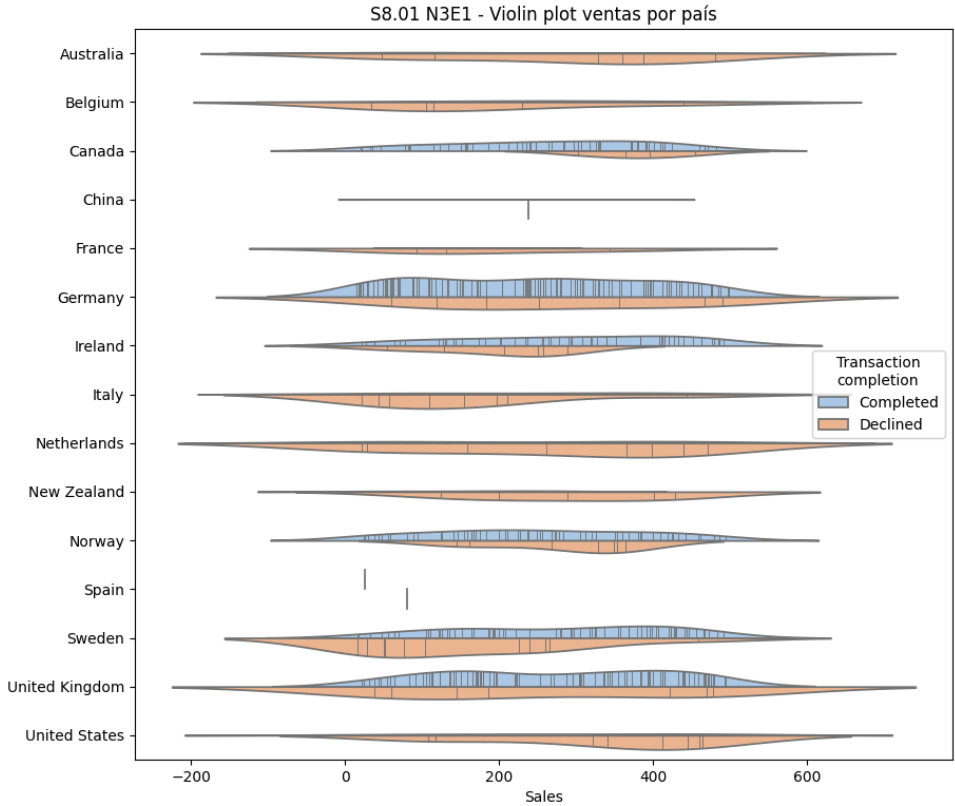 S8.01 N3E1 - Violin plot ventas por país
Australia
Belgium
Canada
China
France
Germany
Ireland
Italy
Netherlands
New Zealand
Norway
Spain
Sweden
United Kingdom
United States
Transaction
completion
Completed
Declined
−200
0
200
400
600
Sales